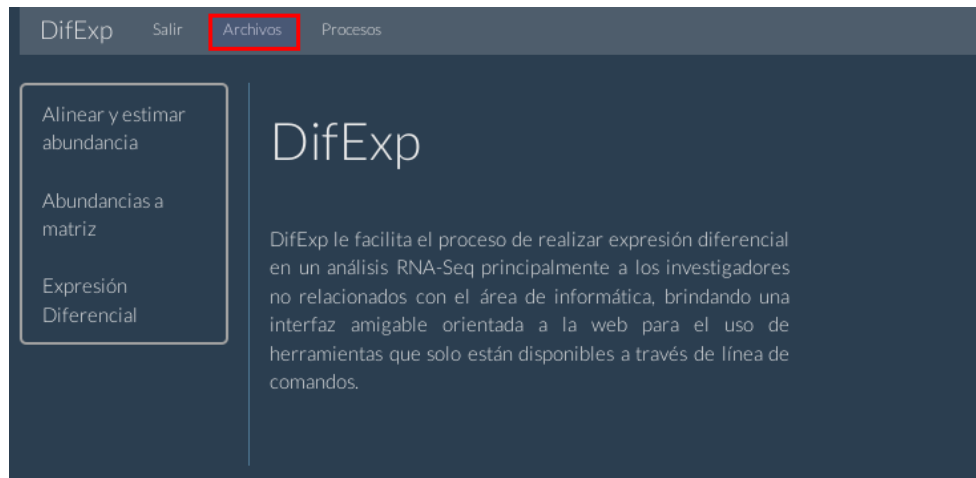 DifExp Salir Archivos Procesos
Alinear y estimar
abundancia
Abundancias a
matriz
Expresión
Diferencial
DifExp
DifExp le facilita el proceso de realizar expresión diferencial
en un análisis RNA-Seq principalmente a los investigadores
no relacionados con el área de informática, brindando una
interfaz amigable orientada a la web para el uso de
herramientas que solo están disponibles a través de línea de
comandos.